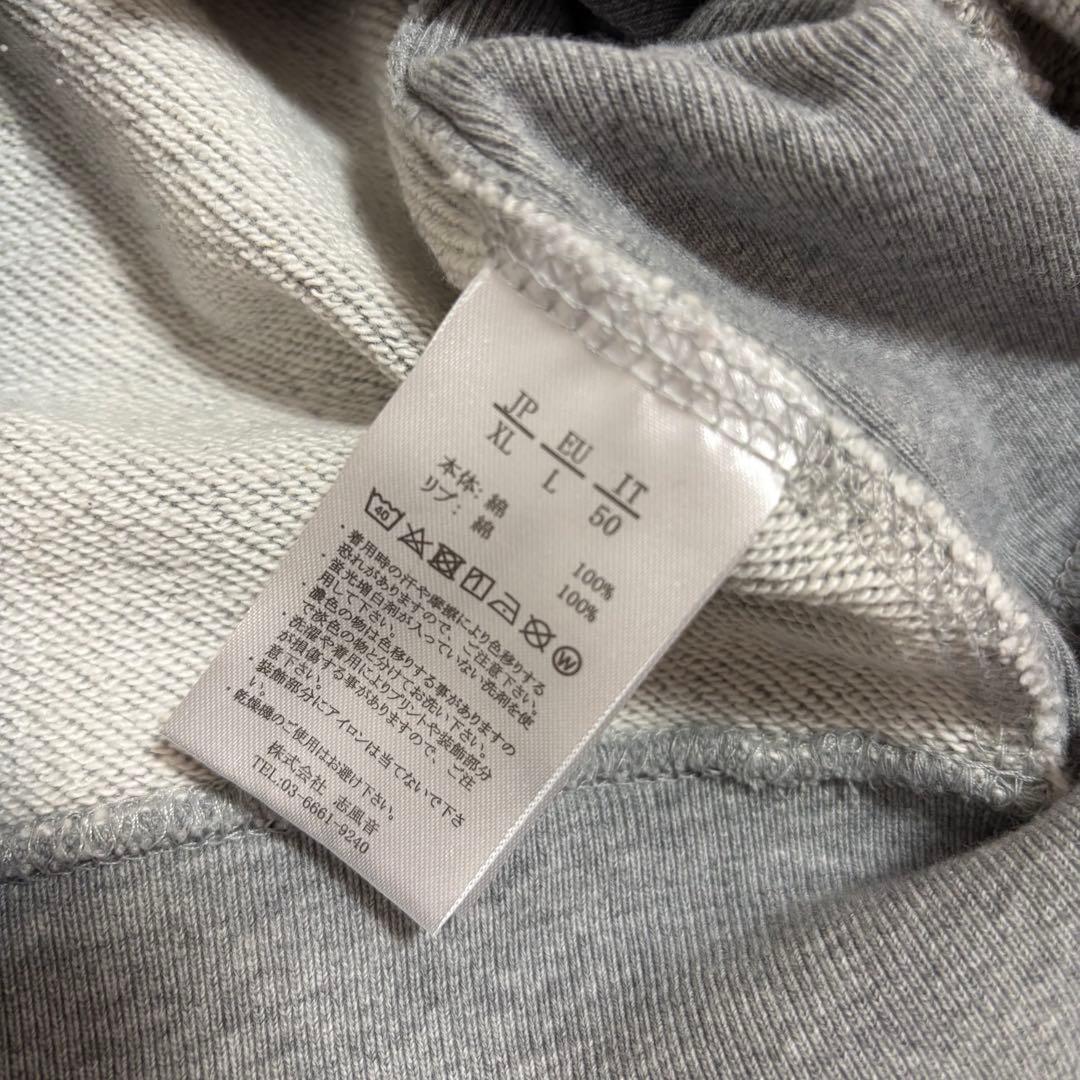 JP EU IT
XL L 50
本体：綿 100%
リブ：綿 100%
40
W
・着用時の汗や摩擦により色移りする
恐れがありますので、ご注意下さい。
・蛍光増白剤が入っていない洗剤を使
用して下さい。
・濃色の物は色移りする事がありますの
で淡色の物と分けてお洗い下さい。
・洗濯や着用によりプリントや装飾部分
が損傷する事がありますので、ご注
意下さい。
・装飾部分にアイロンは当てないで下さ
い。
・乾燥機のご使用はお避け下さい。
株式会社 志風音
TEL:03-6661-9240